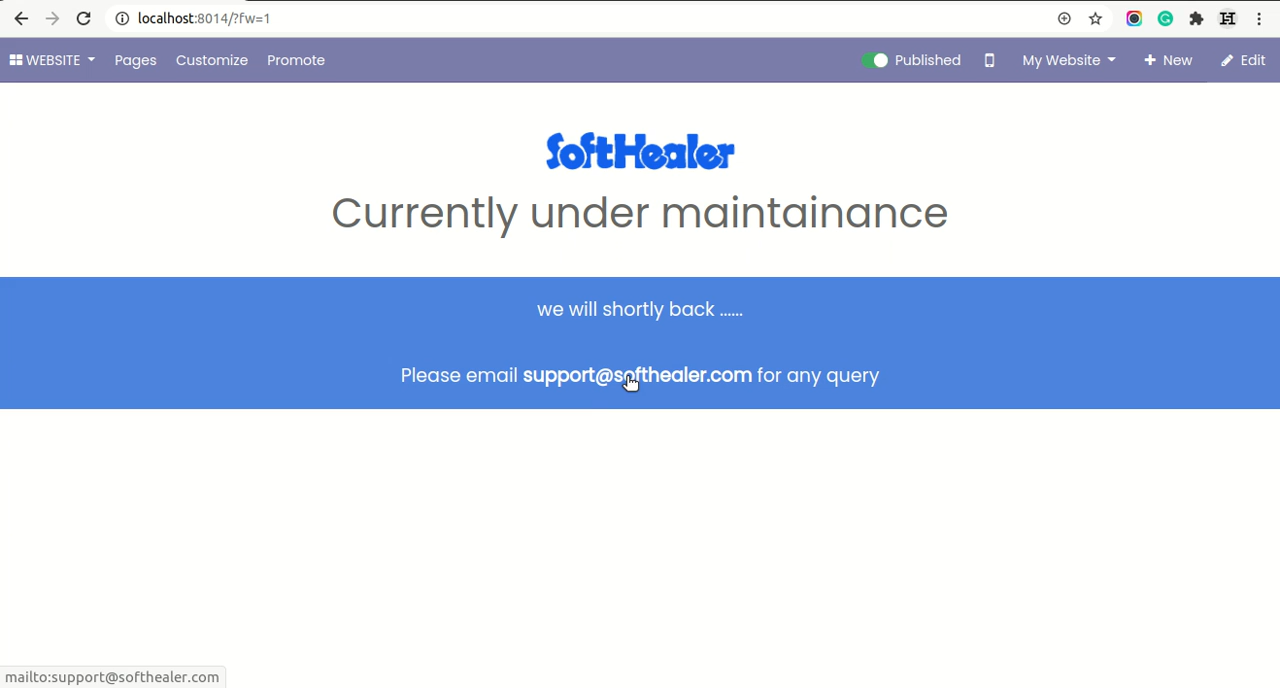 localhost:8014/?fw=1
WEBSITE Pages Customize Promote Published My Website New Edit
SoftHealer
Currently under maintainance
we will shortly back ......
Please email support@softhealer.com for any query
mailto:support@softhealer.com